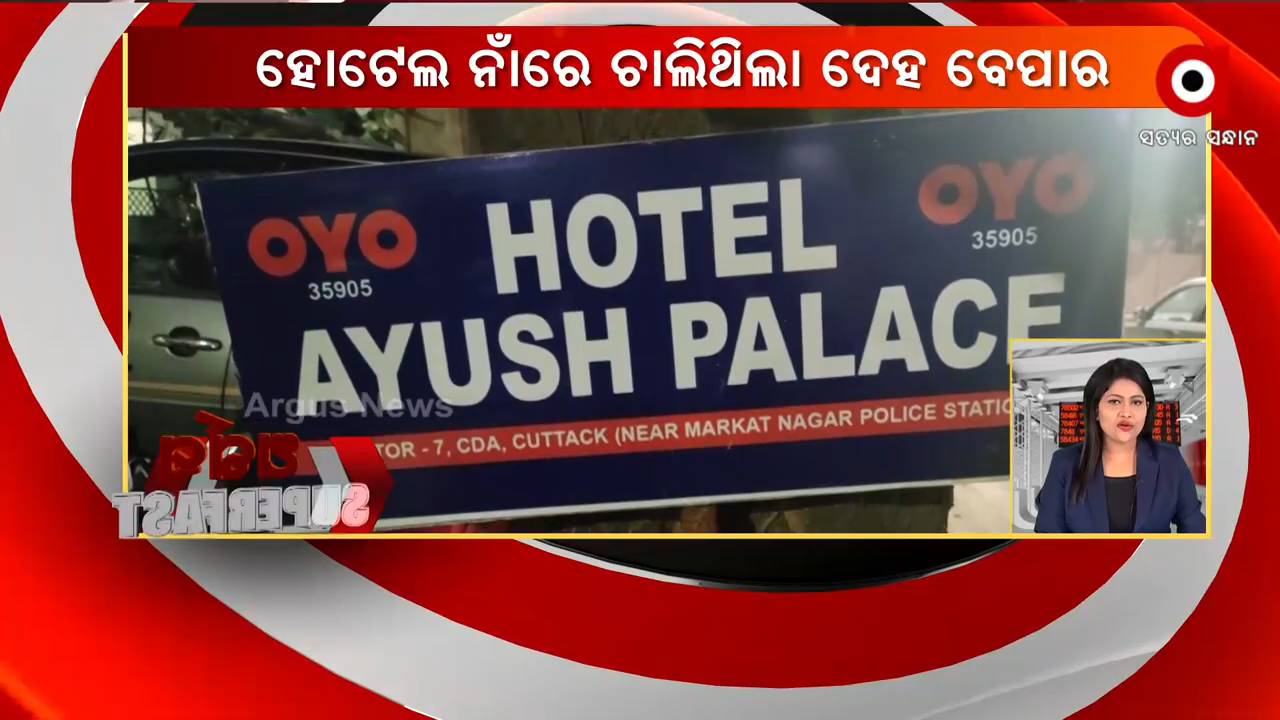 ହୋଟେଲ ନାଁରେ ଚାଲିଥିଲା ଦେହ ବେପାର
ସତ୍ୟର ସନ୍ଧାନ
OYO
35905
OYO
35905
HOTEL
AYUSH PALACE
TOR - 7, CDA, CUTTACK (NEAR MARKAT NAGAR POLICE STATIO
Argus News
SUPERFAST